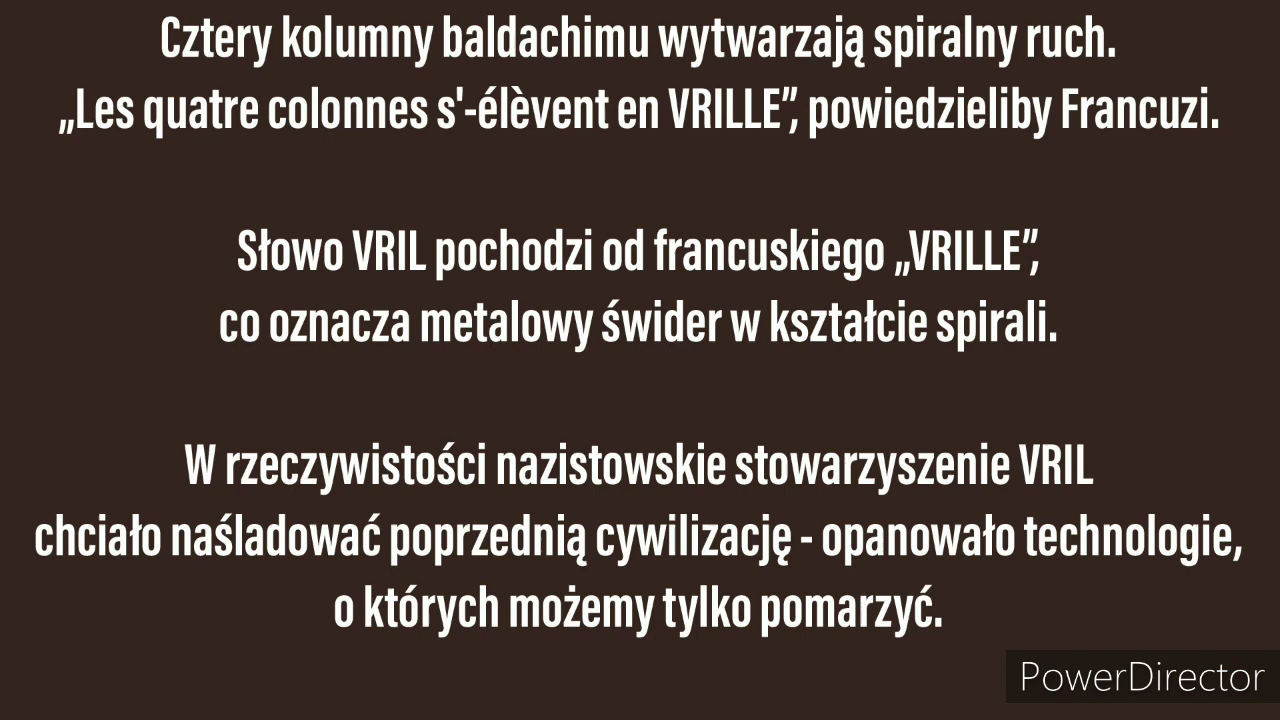 Cztery kolumny baldachimu wytwarzają spiralny ruch.
„Les quatre colonnes s'-élèvent en VRILLE”, powiedzieliby Francuzi.
Słowo VRIL pochodzi od francuskiego „VRILLE”,
co oznacza metalowy świder w kształcie spirali.
W rzeczywistości nazistowskie stowarzyszenie VRIL
chciało naśladować poprzednią cywilizację - opanowało technologie,
o których możemy tylko pomarzyć.
PowerDirector